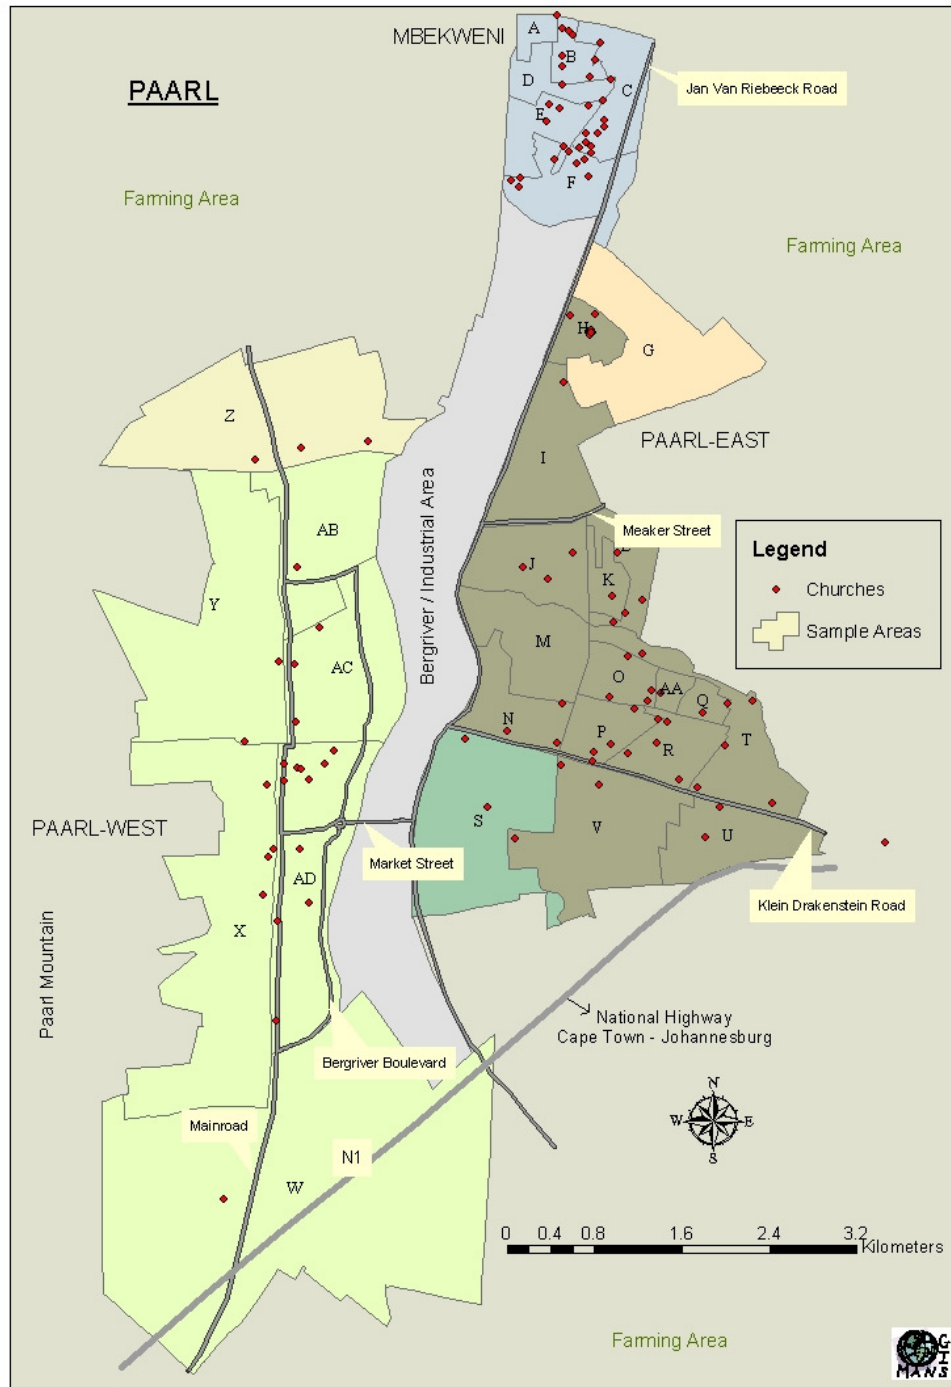 MBEKWENI
PAARL
A
B
D
C
E
F
Jan Van Riebeeck Road
Farming Area
Farming Area
H
G
Z
PAARL-EAST
I
AB
Meaker Street
J
K
Y
Bergriver / Industrial Area
Legend
Churches
Sample Areas
M
AC
O
AA
Q
N
P
R
T
PAARL-WEST
S
V
U
Market Street
AD
Klein Drakenstein Road
X
Paarl Mountain
National Highway
Cape Town - Johannesburg
Bergriver Boulevard
Mainroad
N
W
E
S
N1
W
0 0.4 0.8 1.6 2.4 3.2
Kilometers
Farming Area
GIS
MANS